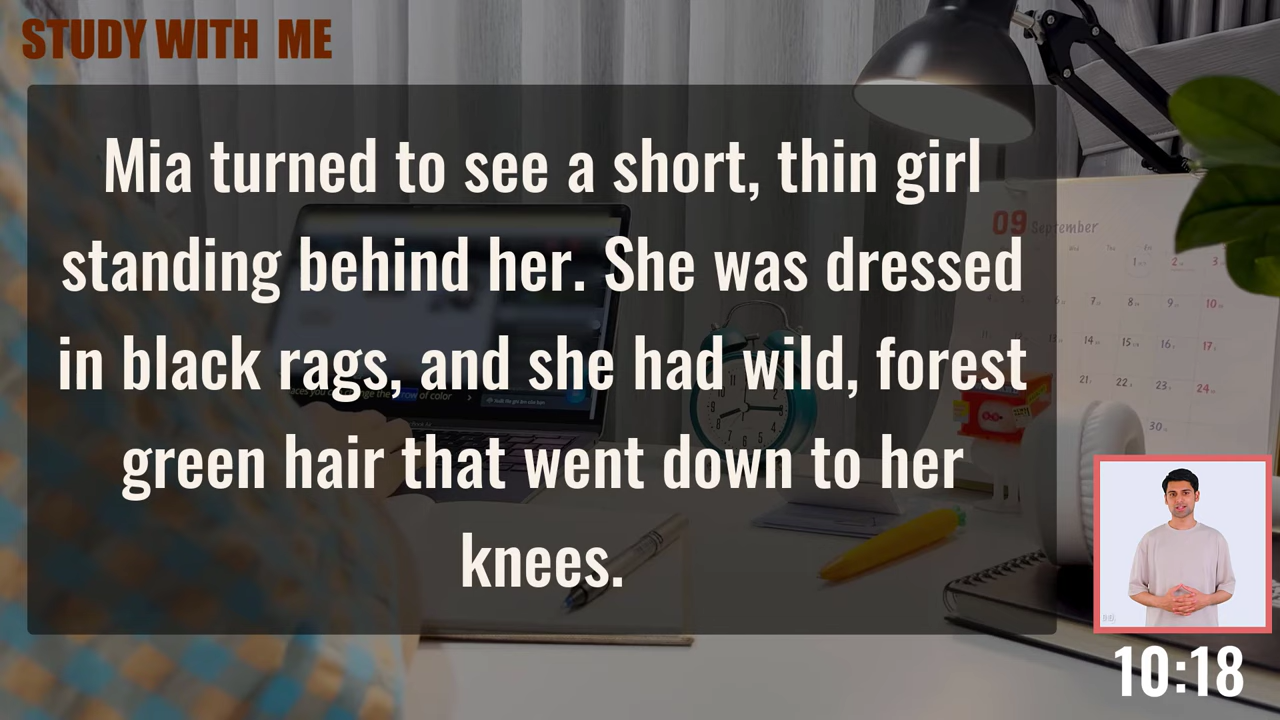 STUDY WITH ME
Mia turned to see a short, thin girl
standing behind her. She was dressed
in black rags, and she had wild, forest
green hair that went down to her
knees.
09 September
10:18